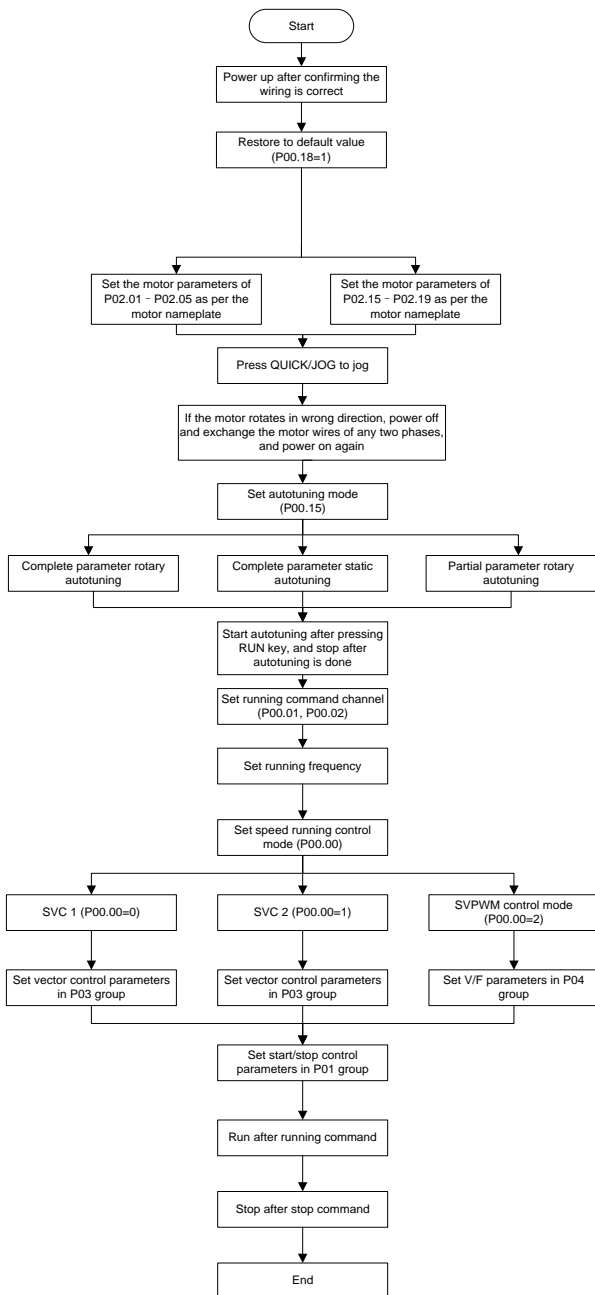 Start
Power up after confirming the
wiring is correct
Restore to default value
(P00.18=1)
Set the motor parameters of
P02.01–P02.05 as per the
motor nameplate
Set the motor parameters of
P02.15–P02.19 as per the
motor nameplate
Press QUICK/JOG to jog
If the motor rotates in wrong direction, power off
and exchange the motor wires of any two phases,
and power on again
Set autotuning mode
(P00.15)
Complete parameter rotary
autotuning
Complete parameter static
autotuning
Partial parameter rotary
autotuning
Start autotuning after pressing
RUN key, and stop after
autotuning is done
Set running command channel
(P00.01, P00.02)
Set running frequency
Set speed running control
mode (P00.00)
SVC 1 (P00.00=0)
SVC 2 (P00.00=1)
SVPWM control mode
(P00.00=2)
Set vector control parameters
in P03 group
Set vector control parameters
in P03 group
Set V/F parameters in P04
group
Set start/stop control
parameters in P01 group
Run after running command
Stop after stop command
End